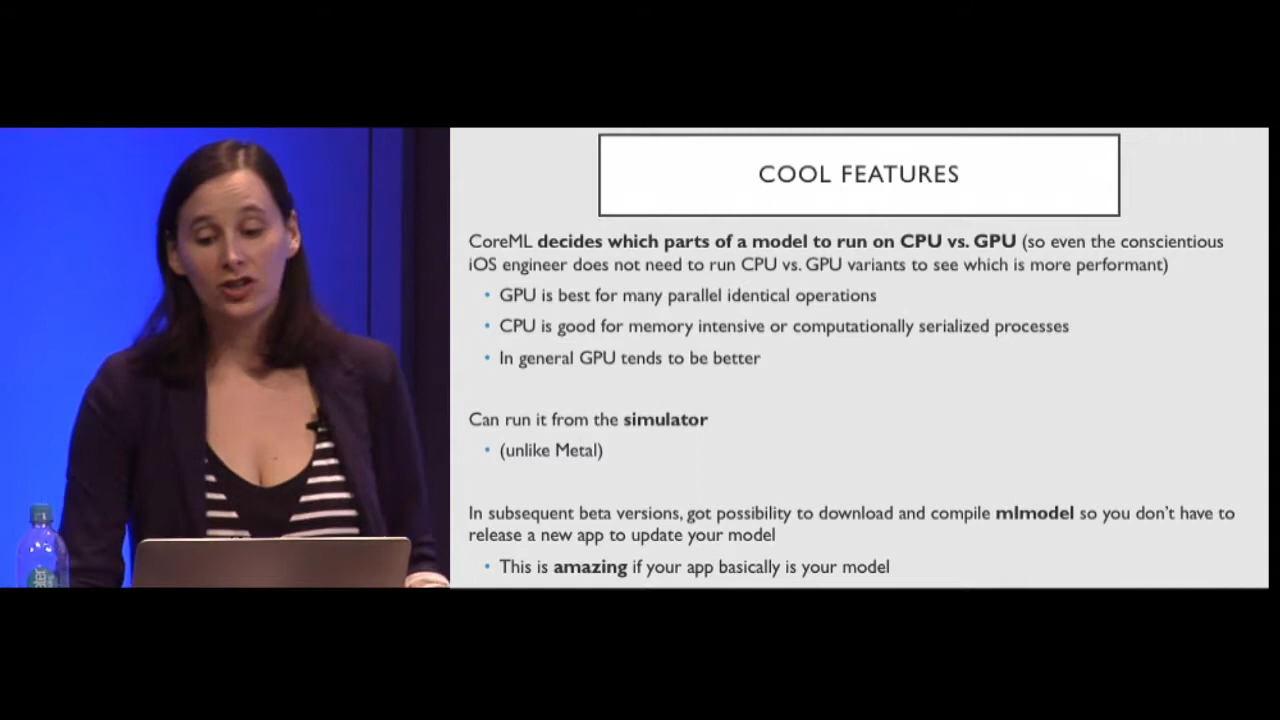 COOL FEATURES
CoreML decides which parts of a model to run on CPU vs. GPU (so even the conscientious
iOS engineer does not need to run CPU vs. GPU variants to see which is more performant)
• GPU is best for many parallel identical operations
• CPU is good for memory intensive or computationally serialized processes
• In general GPU tends to be better
Can run it from the simulator
• (unlike Metal)
In subsequent beta versions, got possibility to download and compile mlmodel so you don't have to
release a new app to update your model
• This is amazing if your app basically is your model